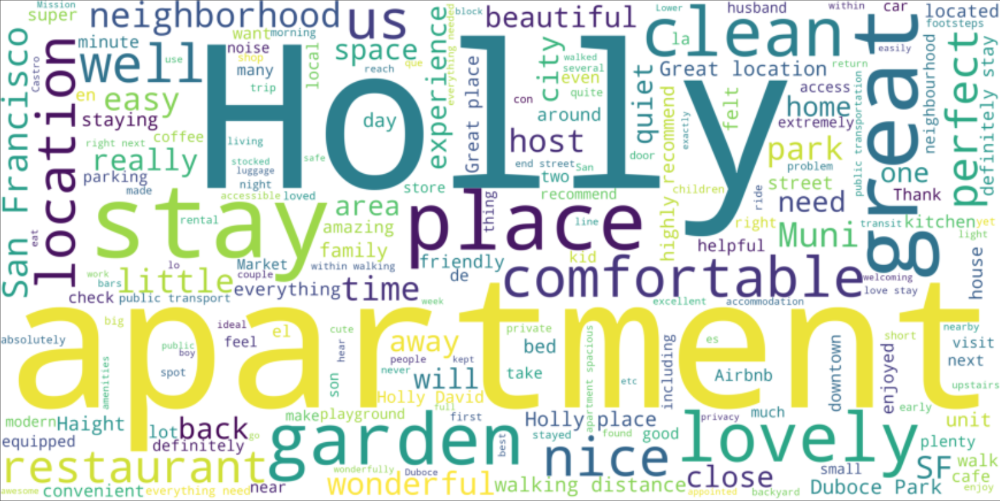 Mission
super
neighborhood
us
block
beautiful
Lower
husband
within
car
located
footsteps
San Francisco
location
Castro
minute
well
use
want
morning
noise
shop
many
trip
local
space
reach
que
experience
everything needed
Great place
city
walked
several
even
quite
clean
la
Great location
return
great
easily
perfect
definitely stay
neighbourhood
public transportation
access
home
extremely
en
easy
staying
coffee
right next
really
parking
made
Holly
day
living
stocked
luggage
safe
night
accessible
loved
con
around
host
end street
San
two
recommend
store
quiet
door
highly recommend
exactly
felt
children
ride
park
problem
street
need
one
Thank
stay
rental
area
amazing
family
place
thing
line
right
Muni
transit
kitchen
yet
light
helpful
eat
lo
Market
couple
within walking
friendly
de
kid
comfortable
welcoming
love stay
house
work
bars
little
everything
time
check
public transport
week
excellent
accommodation
apartment
big
ideal
el
cute
away
private
absolutely
public
boy
feel
hear
people
kept
bed
es
short
nearby
visit
next
spot
never
will
take
etc
including
Airbnb
downtown
enjoyed
upstairs
amenities
son
Holly David
apartment spacious
early
modern
Haight
lot
back
go
make
playground
full
first
Holly place
stayed
found
good
privacy
much
unit
equipped
definitely
garden
best
nice
lovely
plenty
restaurant
wonderfully
Duboce
wonderful
walking distance
close
small
SF
walk
cafe
awesome
convenient
everything need
near
appointed
backyard
Duboce Park
enjoy